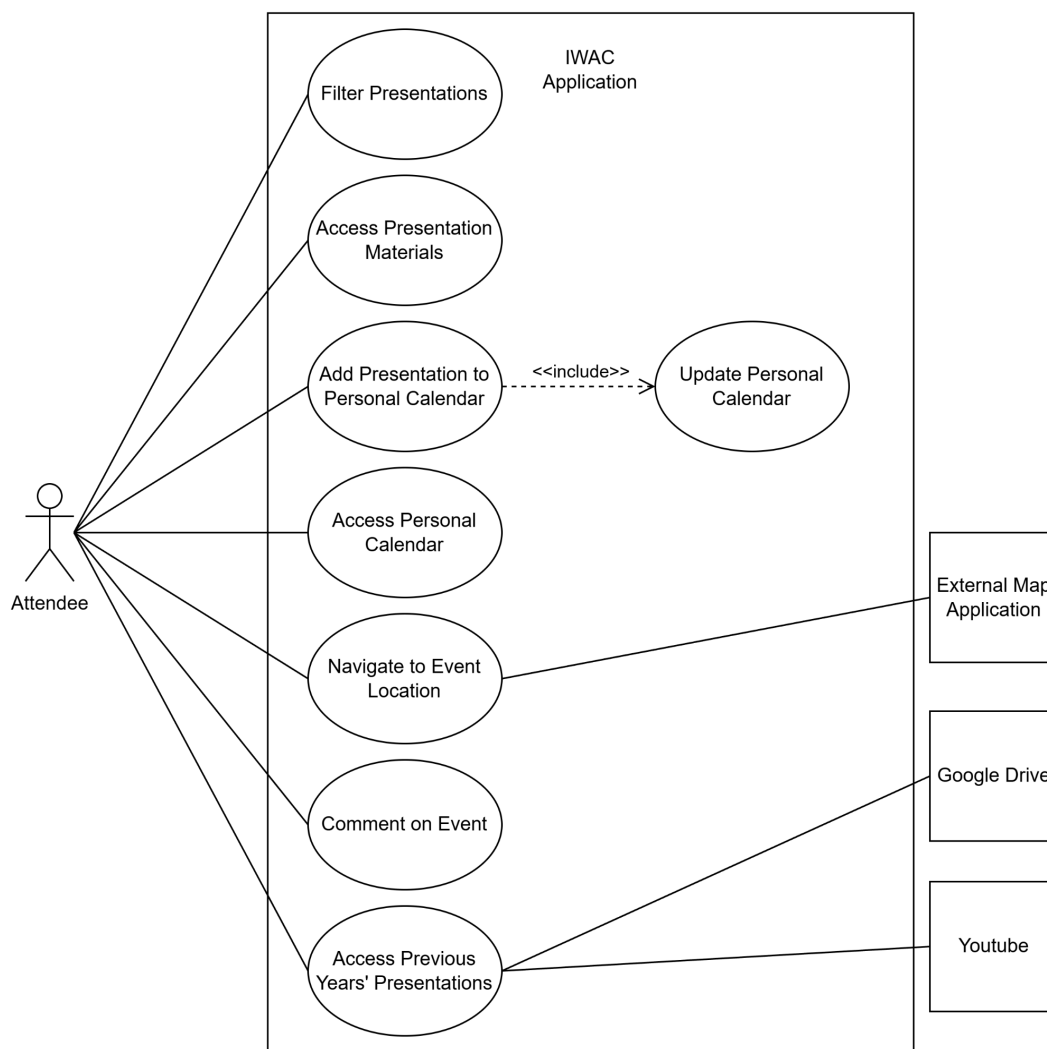 IWAC
Application
Filter Presentations
Access Presentation
Materials
Add Presentation to
Personal Calendar
<<include>>
Update Personal
Calendar
Access Personal
Calendar
Attendee
External Map
Application
Navigate to Event
Location
Google Drive
Comment on Event
Youtube
Access Previous
Years' Presentations